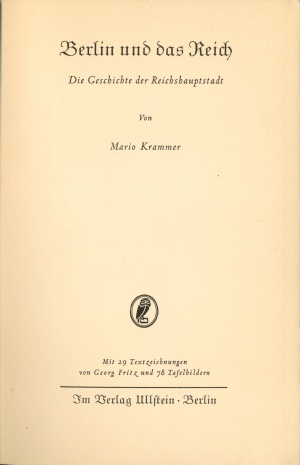 Berlin und das Reich
Die Geschichte der Reichshauptstadt
Von
Mario Krammer
Mit 29 Textzeichnungen
von Georg Fritz und 78 Tafelbildern
Im Verlag Ullstein · Berlin